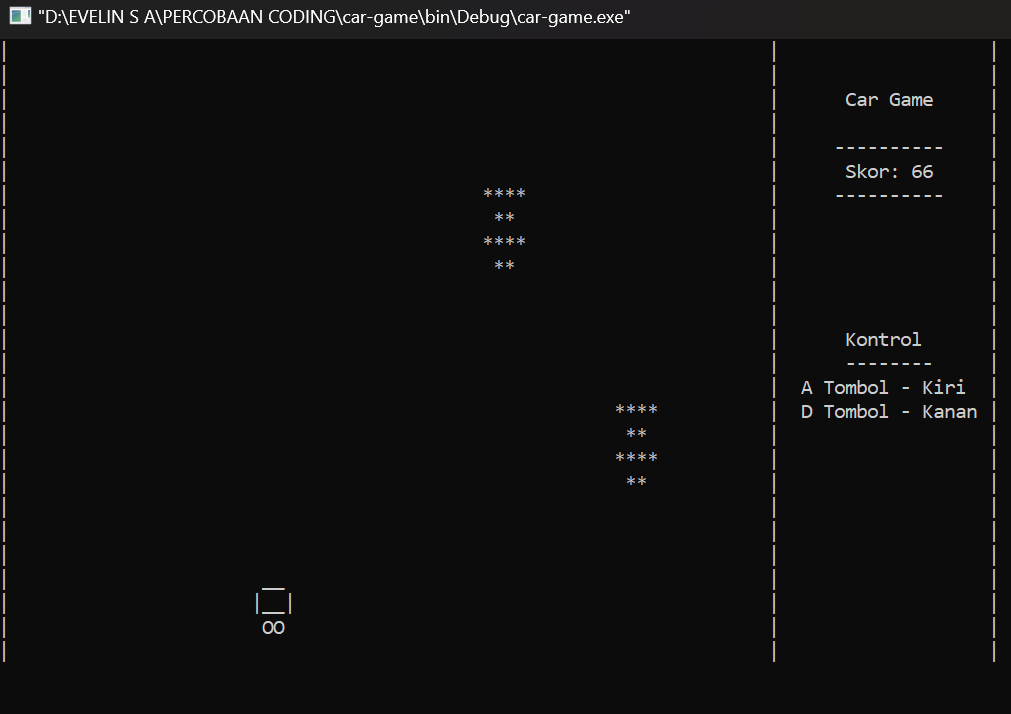 "D:\EVELIN S A\PERCOBAAN CODING\car-game\bin\Debug\car-game.exe"
Car Game
----------
Skor: 66
----------
****
**
****
**
Kontrol
--------
A Tombol - Kiri
D Tombol - Kanan
****
**
****
**
__
|__|
OO